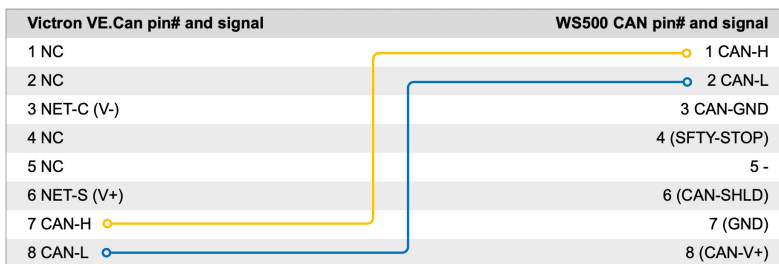 Victron VE.Can pin# and signal WS500 CAN pin# and signal
1 NC 1 CAN-H
2 NC 2 CAN-L
3 NET-C (V-) 3 CAN-GND
4 NC 4 (SFTY-STOP)
5 NC 5 -
6 NET-S (V+) 6 (CAN-SHLD)
7 CAN-H 7 (GND)
8 CAN-L 8 (CAN-V+)